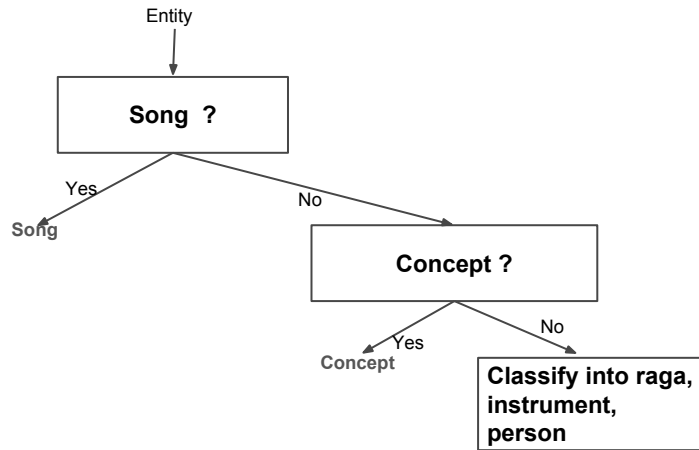 Entity
Song ?
Yes
No
Song
Concept ?
Yes
No
Concept
Classify into raga,
instrument,
person